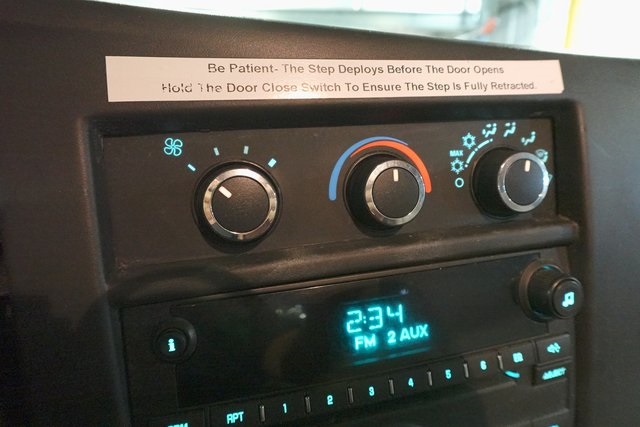 Be Patient- The Step Deploys Before The Door Opens
Hold The Door Close Switch To Ensure The Step Is Fully Retracted.
MAX
2:34
FM 2 AUX
i
RPT 1 2 3 4 5 6